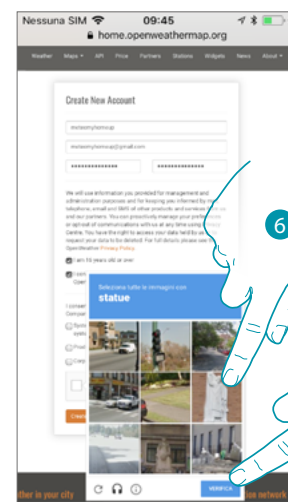 Nessuna SIM 09:45
home.openweathermap.org
Weather Maps API Price Partners Stations Widgets News About
Create New Account
We will use information you provided for management and
administration purposes and for keeping you informed by mail,
telephone, email and SMS of other products and services from us
and our partners. You can proactively manage your preferences
or opt-out of communications with us at any time using
Centre. You have the right to access your data held by us
request your data to be deleted. For full details please see
OpenWeather Privacy Policy
I am 16 years old or over
6
Seleziona tutte le immagini con
statue
I consent
VERIFICA
ther in your city
network